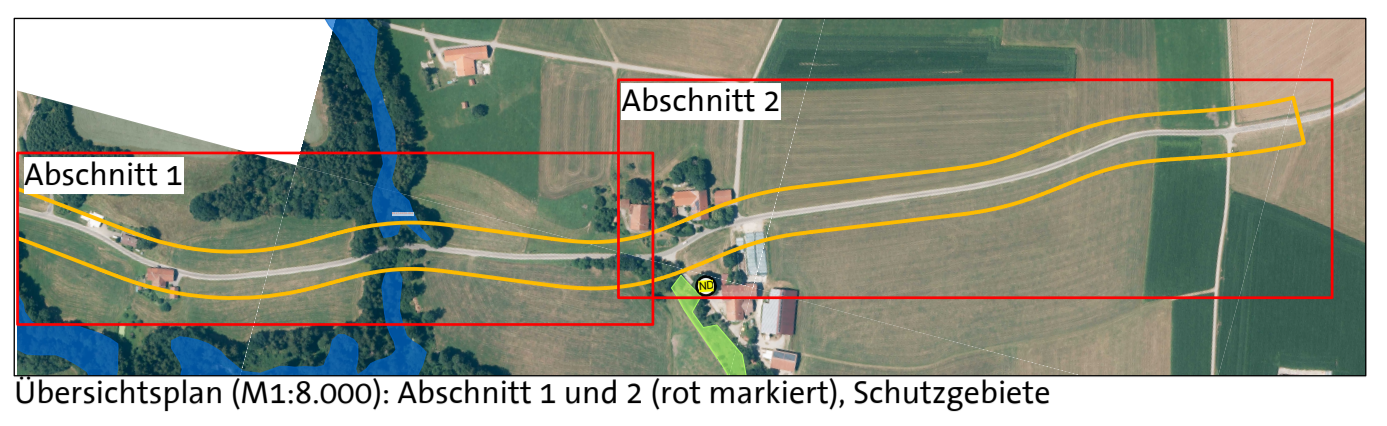 Abschnitt 2
Abschnitt 1
ND
Übersichtsplan (M1:8.000): Abschnitt 1 und 2 (rot markiert), Schutzgebiete